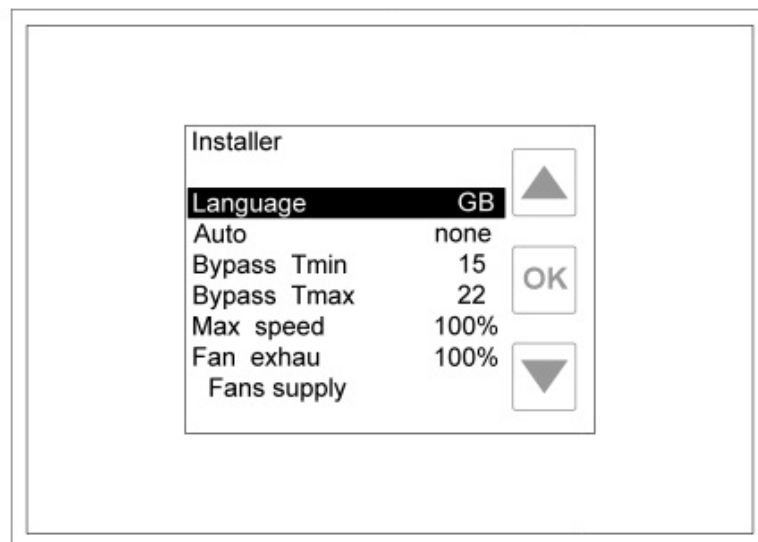 Installer
Language GB
Auto none
Bypass Tmin 15
Bypass Tmax 22
OK
Max speed 100%
Fan exhau 100%
Fans supply